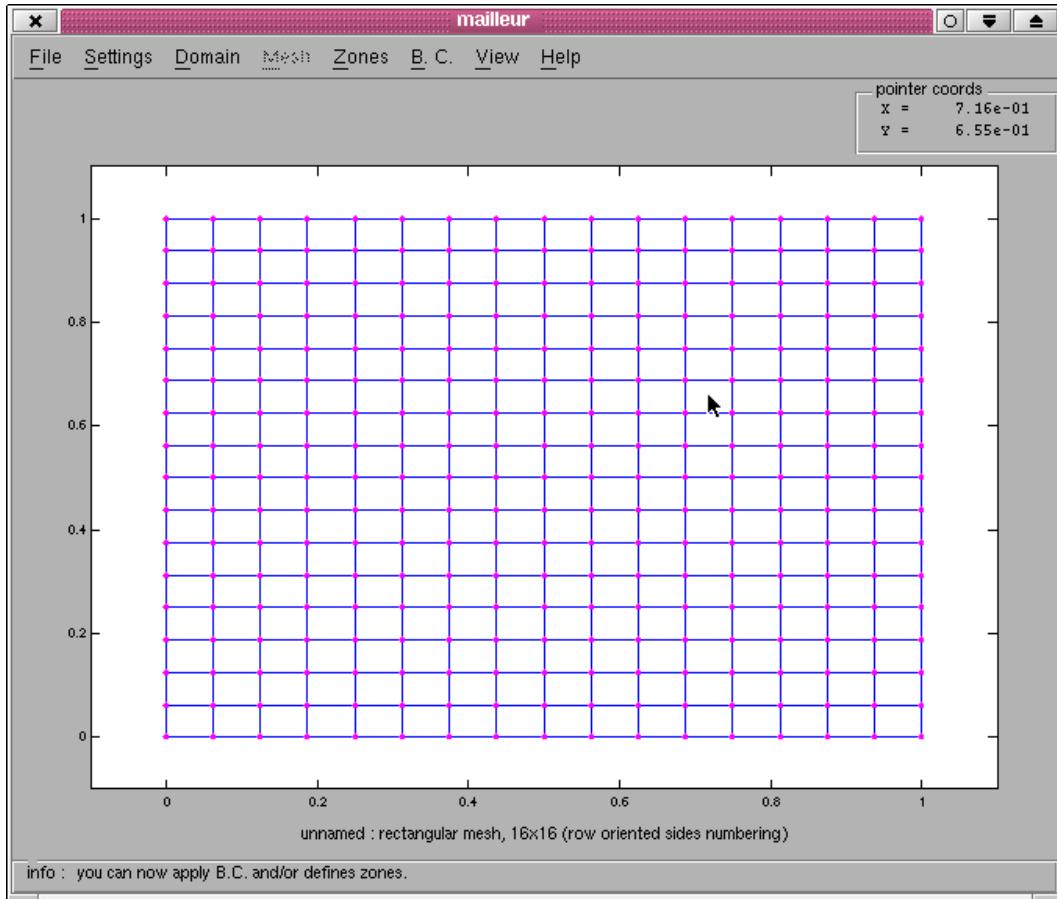 mailleur
File Settings Domain Mesh Zones B. C. View Help
pointer coords
X = 7.16e-01
Y = 6.55e-01
1
0.8
0.6
0.4
0.2
0
0 0.2 0.4 0.6 0.8 1
unnamed : rectangular mesh, 16x16 (row oriented sides numbering)
info : you can now apply B.C. and/or defines zones.